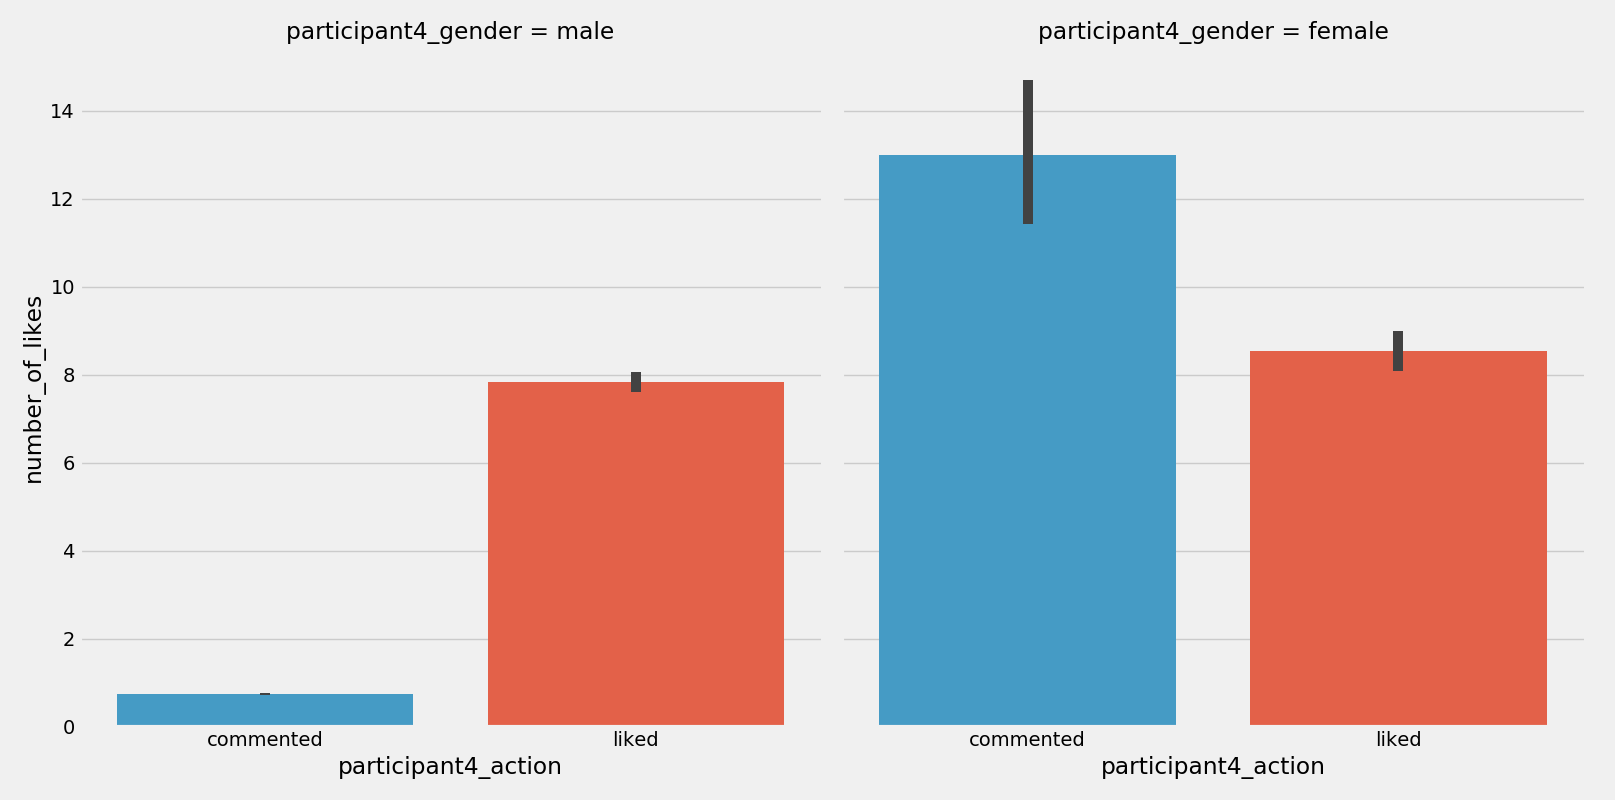 participant4_gender = male
participant4_gender = female
number_of_likes
14
12
10
8
6
4
2
0
commented
liked
commented
liked
participant4_action
participant4_action